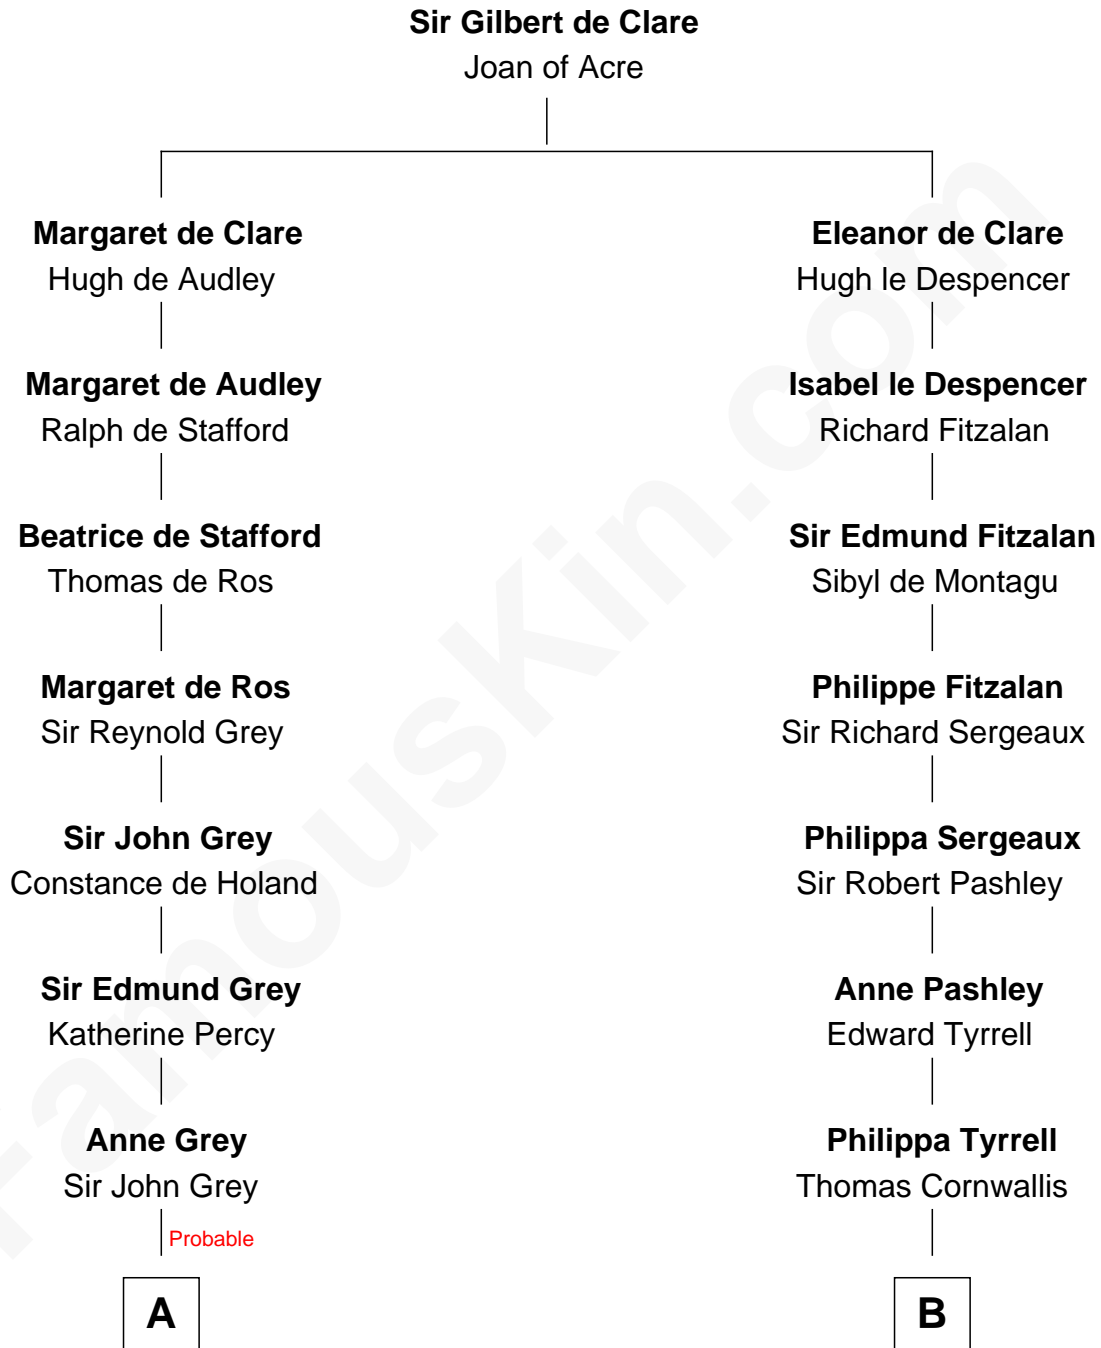 Sir Gilbert de Clare
Joan of Acre
Margaret de Clare
Hugh de Audley
Eleanor de Clare
Hugh le Despencer
Margaret de Audley
Ralph de Stafford
Isabel le Despencer
Richard Fitzalan
Beatrice de Stafford
Thomas de Ros
Sir Edmund Fitzalan
Sibyl de Montagu
Margaret de Ros
Sir Reynold Grey
Philippe Fitzalan
Sir Richard Sergeaux
Sir John Grey
Constance de Holand
Philippa Sergeaux
Sir Robert Pashley
Sir Edmund Grey
Katherine Percy
Anne Pashley
Edward Tyrrell
Anne Grey
Sir John Grey
Philippa Tyrrell
Thomas Cornwallis
Probable
A
B
FamousKin.com